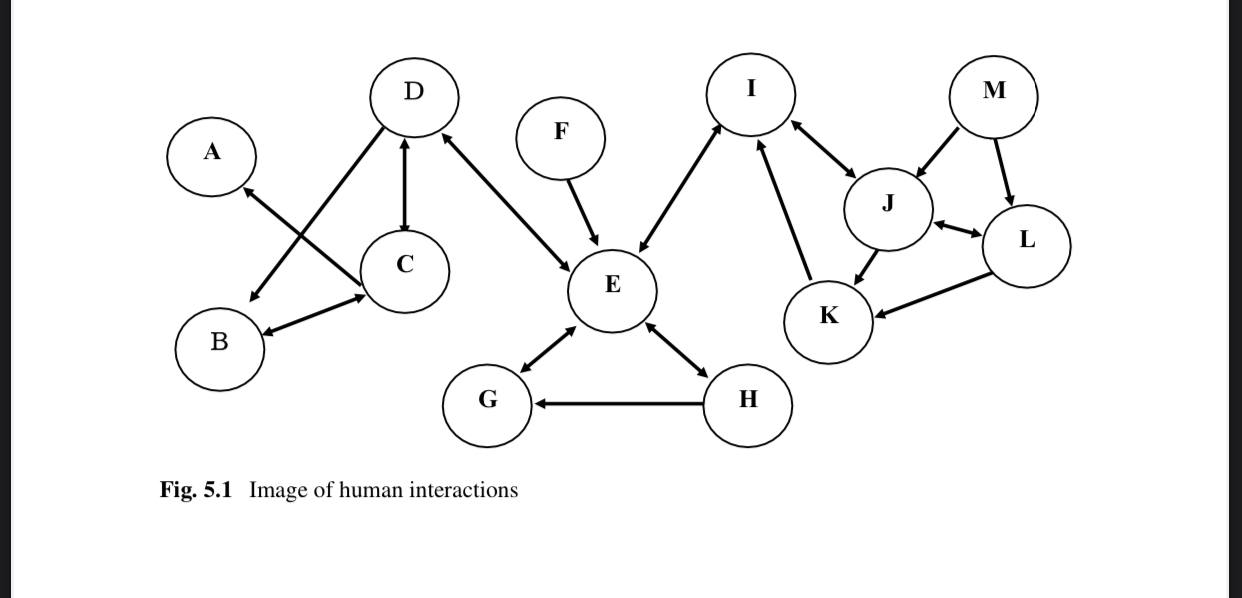 D
I
M
F
A
J
L
C
E
K
B
G
H
Fig. 5.1 Image of human interactions